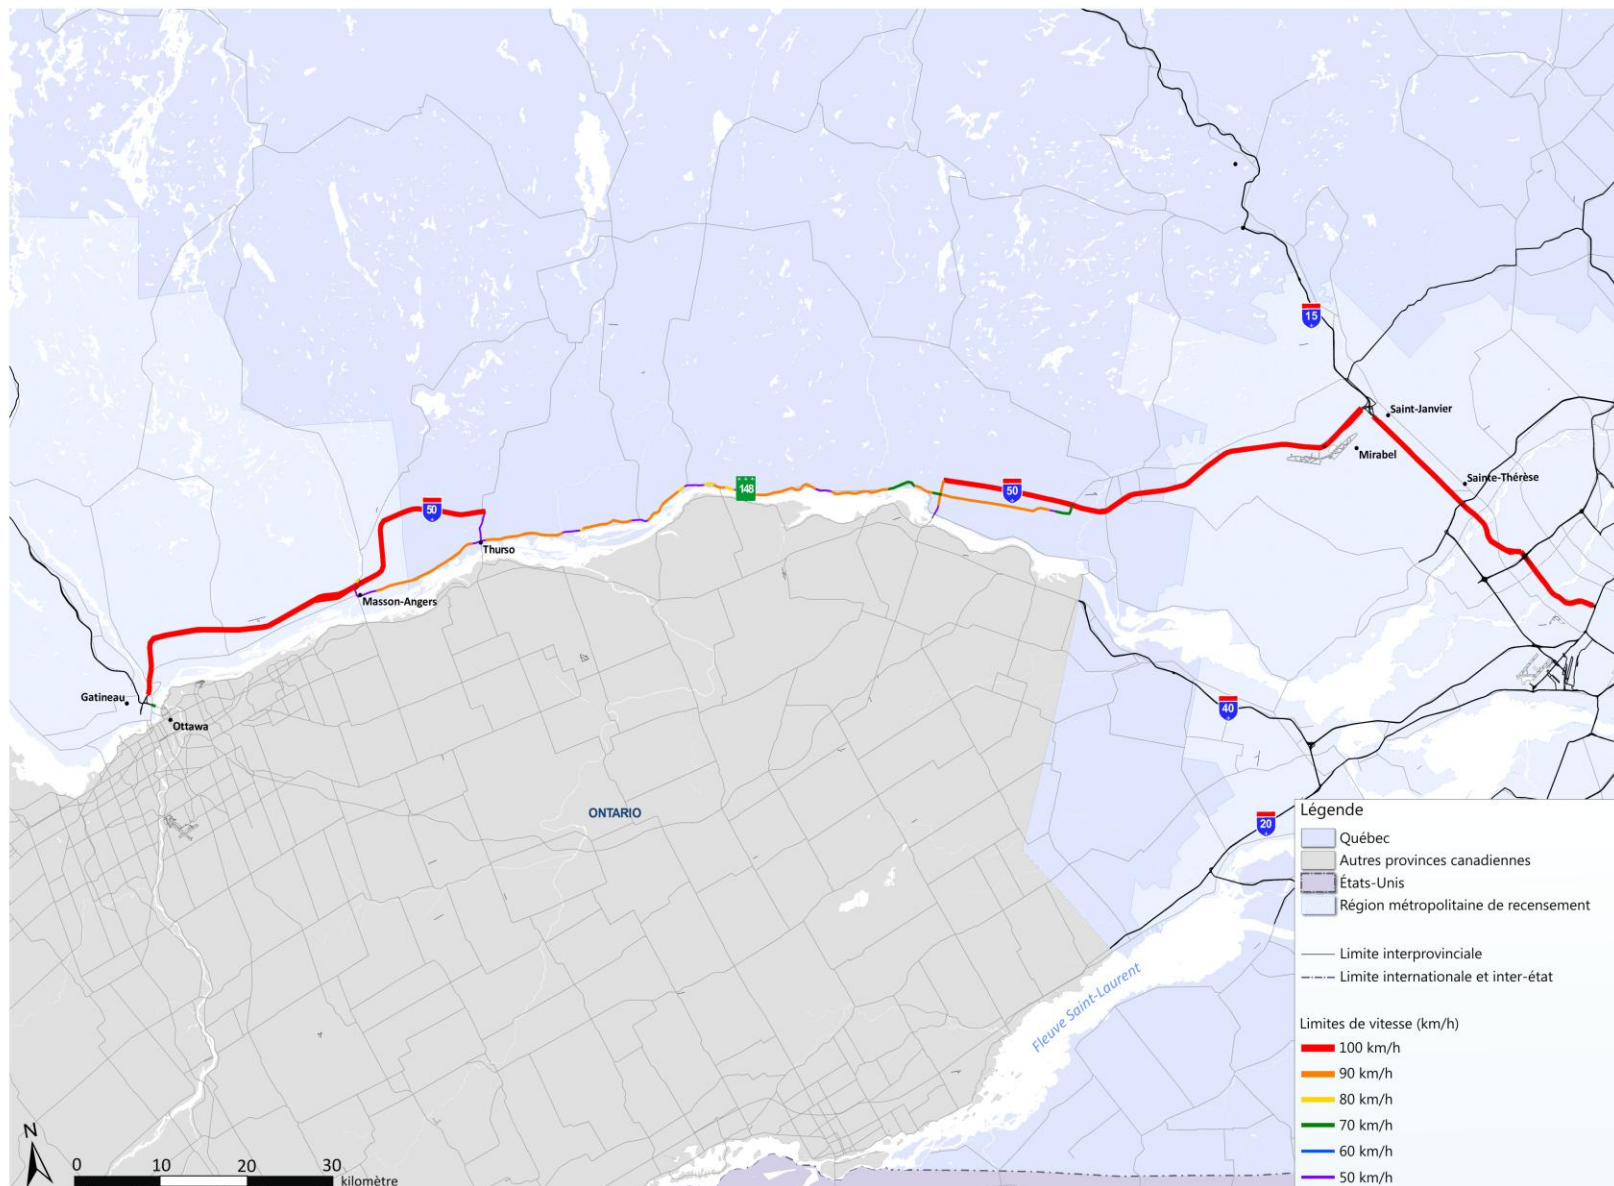 15
Saint-Janvier
Mirabel
Sainte-Thérèse
148
50
50
Thurso
Masson-Angers
Gatineau
Ottawa
40
ONTARIO
20
Fleuve Saint-Laurent
Légende
Québec
Autres provinces canadiennes
États-Unis
Région métropolitaine de recensement
Limite interprovinciale
Limite internationale et inter-état
Limites de vitesse (km/h)
100 km/h
90 km/h
80 km/h
70 km/h
60 km/h
50 km/h
N
0 10 20 30
kilomètre